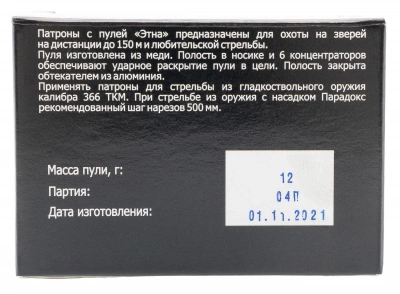 Патроны с пулей «Этна» предназначены для охоты на зверей
на дистанции до 150 м и любительской стрельбы.
Пуля изготовлена из меди. Полость в носике и 6 концентраторов
обеспечивают ударное раскрытие пули в цели. Полость закрыта
обтекателем из алюминия.
Применять патроны для стрельбы из гладкоствольного оружия
калибра 366 ТКМ. При стрельбе из оружия с насадком Парадокс
рекомендованный шаг нарезов 500 мм.
Масса пули, г: 12
Партия: 04П
Дата изготовления: 01.11.2021